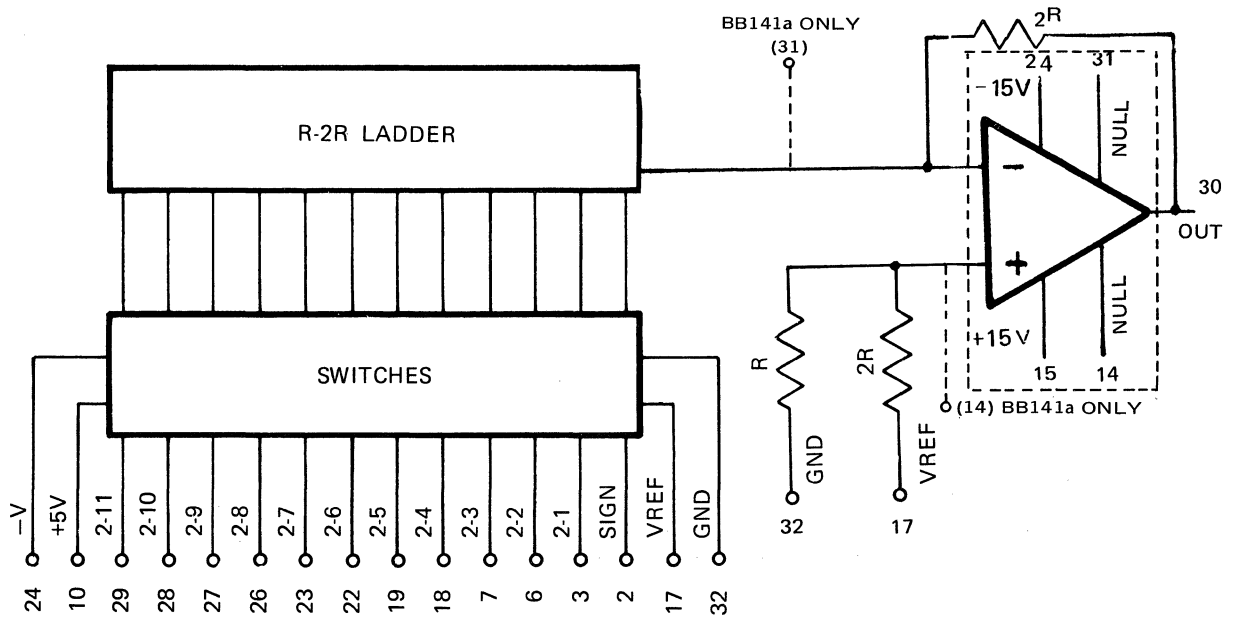 BB141a ONLY
(31)
2R
24
31
-15V
NULL
R-2R LADDER
−
30
OUT
+
+15V
NULL
15
14
(14) BB141a ONLY
R
2R
GND
VREF
32
17
SWITCHES
-V
+5V
2-11
2-10
2-9
2-8
2-7
2-6
2-5
2-4
2-3
2-2
2-1
SIGN
VREF
GND
24
10
29
28
27
26
23
22
19
18
7
6
3
2
17
32